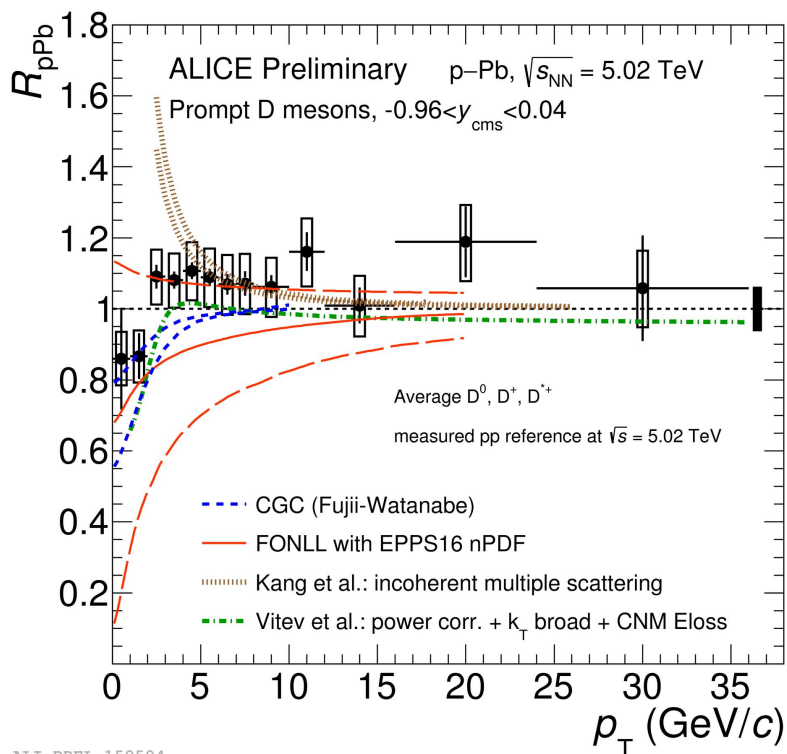 1.8
1.6
1.4
1.2
1
0.8
0.6
0.4
0.2
R_pPb
ALICE Preliminary p−Pb, √s_NN = 5.02 TeV
Prompt D mesons, -0.96<y_cms<0.04
Average D⁰, D⁺, D*⁺
measured pp reference at √s = 5.02 TeV
CGC (Fujii-Watanabe)
FONLL with EPPS16 nPDF
Kang et al.: incoherent multiple scattering
Vitev et al.: power corr. + k_T broad + CNM Eloss
0 5 10 15 20 25 30 35
p_T (GeV/c)